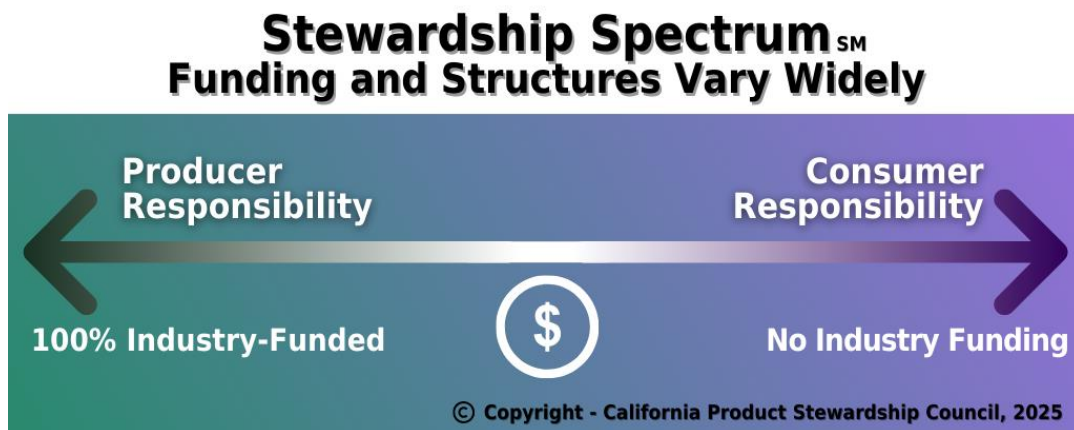 Stewardship Spectrum SM
Funding and Structures Vary Widely
Producer
Responsibility
Consumer
Responsibility
$
100% Industry-Funded
No Industry Funding
© Copyright - California Product Stewardship Council, 2025